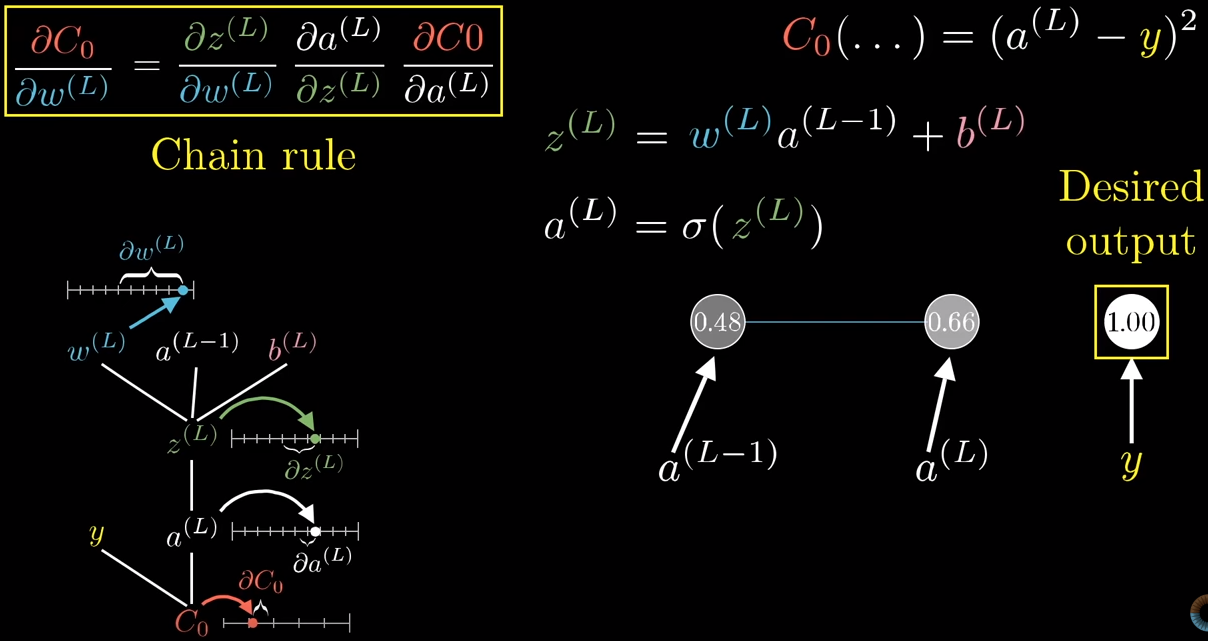 ∂C₀/∂w⁽ᴸ⁾ = ∂z⁽ᴸ⁾/∂w⁽ᴸ⁾ ∂a⁽ᴸ⁾/∂z⁽ᴸ⁾ ∂C0/∂a⁽ᴸ⁾
Chain rule
C₀(...) = (a⁽ᴸ⁾ − y)²
z⁽ᴸ⁾ = w⁽ᴸ⁾a⁽ᴸ⁻¹⁾ + b⁽ᴸ⁾
a⁽ᴸ⁾ = σ(z⁽ᴸ⁾)
Desired
output
∂w⁽ᴸ⁾
w⁽ᴸ⁾ a⁽ᴸ⁻¹⁾ b⁽ᴸ⁾
z⁽ᴸ⁾
∂z⁽ᴸ⁾
y a⁽ᴸ⁾
∂a⁽ᴸ⁾
∂C₀
C₀
0.48 0.66 1.00
a⁽ᴸ⁻¹⁾ a⁽ᴸ⁾ y